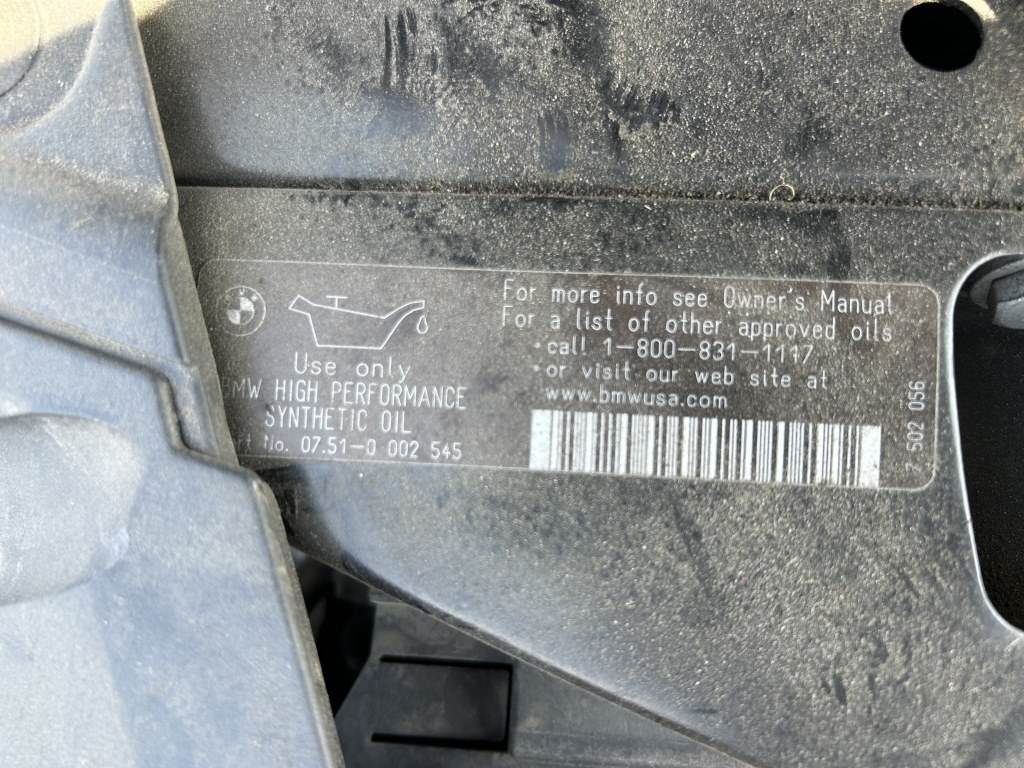 Use only
BMW HIGH PERFORMANCE
SYNTHETIC OIL
No. 07.51-0 002 545
For more info see Owner's Manual
For a list of other approved oils
·call 1-800-831-1117
·or visit our web site at
www.bmwusa.com
7 502 056